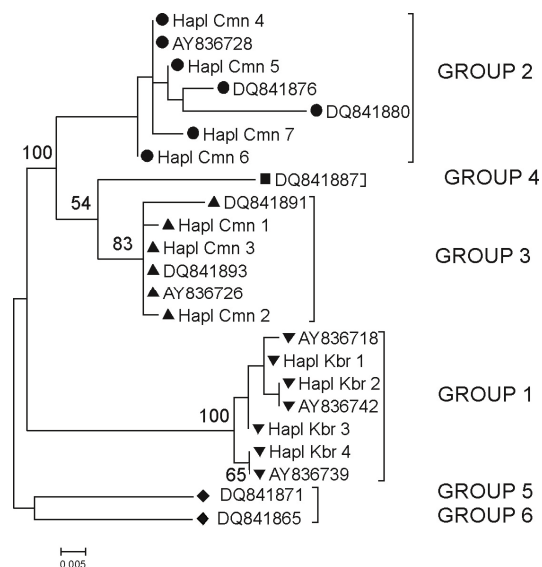 Hapl Cmn 4
AY836728
Hapl Cmn 5
GROUP 2
DQ841876
DQ841880
Hapl Cmn 7
100
Hapl Cmn 6
DQ841887
GROUP 4
54
DQ841891
Hapl Cmn 1
83
Hapl Cmn 3
GROUP 3
DQ841893
AY836726
Hapl Cmn 2
AY836718
Hapl Kbr 1
Hapl Kbr 2
GROUP 1
AY836742
100
Hapl Kbr 3
Hapl Kbr 4
65
AY836739
DQ841871
GROUP 5
DQ841865
GROUP 6
0.005